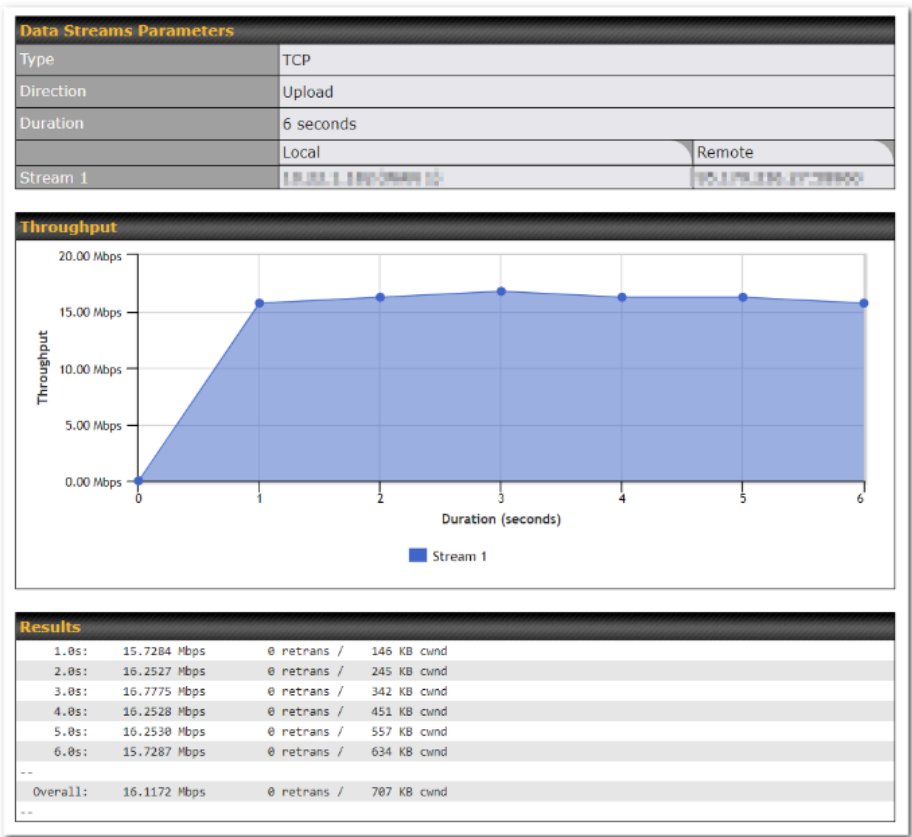 Data Streams Parameters
Type TCP
Direction Upload
Duration 6 seconds
Local Remote
Stream 1
Throughput
20.00 Mbps
15.00 Mbps
10.00 Mbps
5.00 Mbps
0.00 Mbps
Throughput
0 1 2 3 4 5 6
Duration (seconds)
Stream 1
Results
1.0s: 15.7284 Mbps 0 retrans / 146 KB cwnd
2.0s: 16.2527 Mbps 0 retrans / 245 KB cwnd
3.0s: 16.7775 Mbps 0 retrans / 342 KB cwnd
4.0s: 16.2528 Mbps 0 retrans / 451 KB cwnd
5.0s: 16.2530 Mbps 0 retrans / 557 KB cwnd
6.0s: 15.7287 Mbps 0 retrans / 634 KB cwnd
--
Overall: 16.1172 Mbps 0 retrans / 707 KB cwnd
--